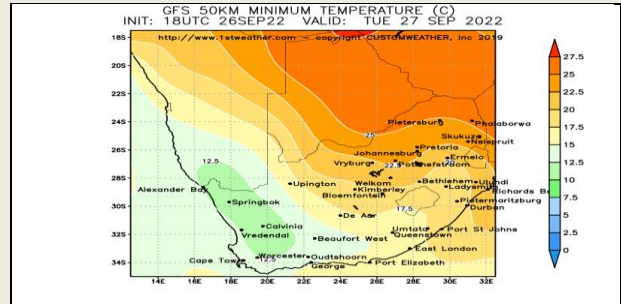 GFS 50KM MINIMUM TEMPERATURE (C)
INIT: 18UTC 26SEP22 VALID: TUE 27 SEP 2022
http://www.1stweather.com copyright CUSTOMWEATHER, Inc 2019
18S
20S
22S
24S
26S
28S
30S
32S
34S
14E 16E 18E 20E 22E 24E 26E 28E 30E 32E
25
Pietersburg Phalaborwa
Skukuza
Nelspruit
Pretoria
Johannesburg
Ermelo
Vryburg 22.5 Potchefstroom
12.5
Welkom Bethlehem Ulundi
Alexander Bay Upington Kimberley Ladysmith
Richards B
Bloemfontein
Springbok Pietermaritzburg
17.5 Durban
De Aar
Calvinia Umtata Port St Johns
Vredendal Beaufort West Queenstown
East London
Worcester Oudtshoorn
Cape Town 12.5 George Port Elizabeth
27.5
25
22.5
20
17.5
15
12.5
10
7.5
5
2.5
0